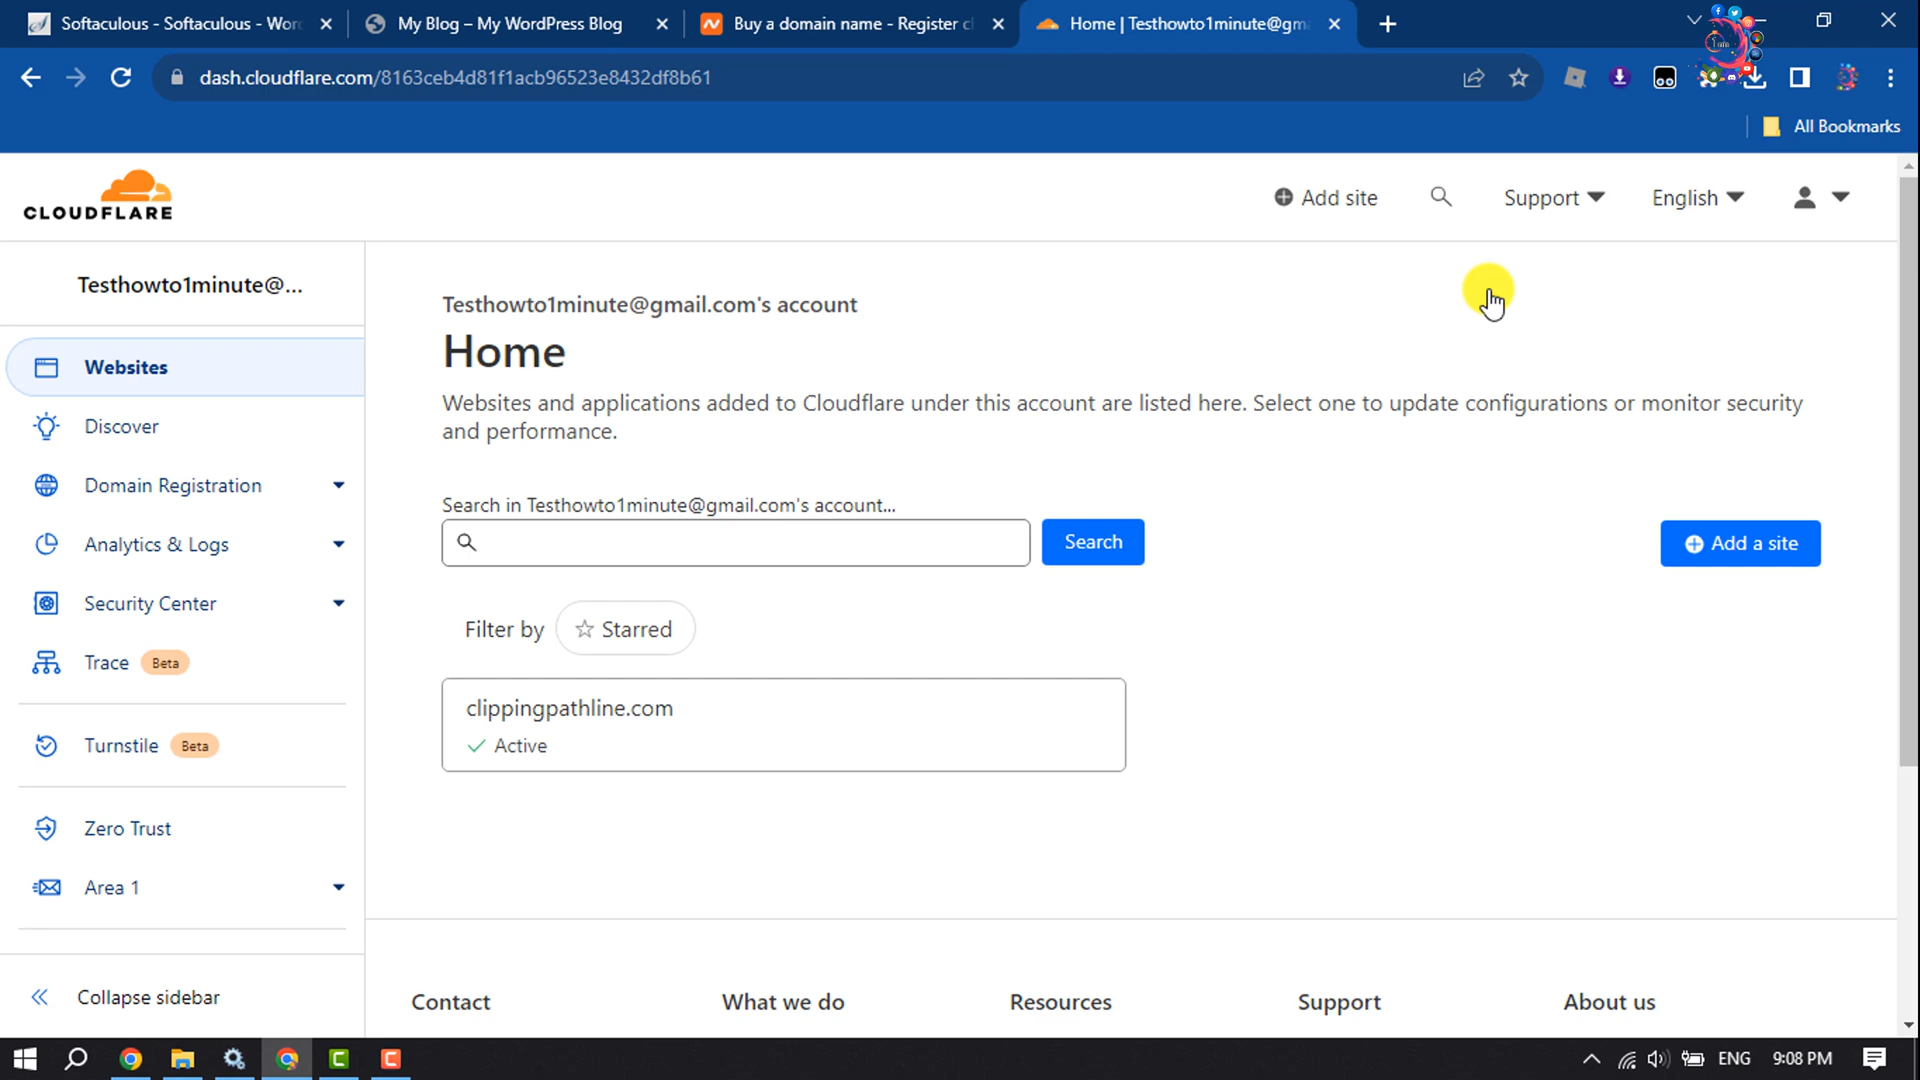 Softaculous - Softaculous - Wor
My Blog – My WordPress Blog
Buy a domain name - Register c
Home | Testhowto1minute@gm
dash.cloudflare.com/8163ceb4d81f1acb96523e8432df8b61
All Bookmarks
CLOUDFLARE
Add site
Support
English
Testhowto1minute@...
Websites
Discover
Domain Registration
Analytics & Logs
Security Center
Trace Beta
Turnstile Beta
Zero Trust
Area 1
Collapse sidebar
Testhowto1minute@gmail.com's account
Home
Websites and applications added to Cloudflare under this account are listed here. Select one to update configurations or monitor security
and performance.
Search in Testhowto1minute@gmail.com's account...
Search
Add a site
Filter by
Starred
clippingpathline.com
Active
Contact
What we do
Resources
Support
About us
ENG
9:08 PM